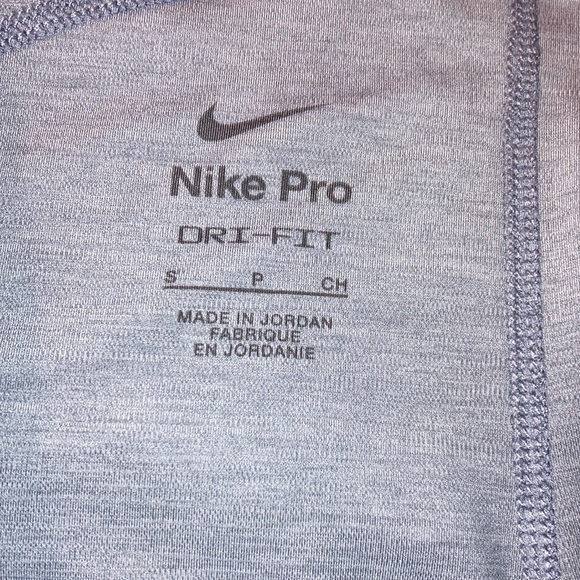 Nike Pro
DRI-FIT
S P CH
MADE IN JORDAN
FABRIQUE
EN JORDANIE